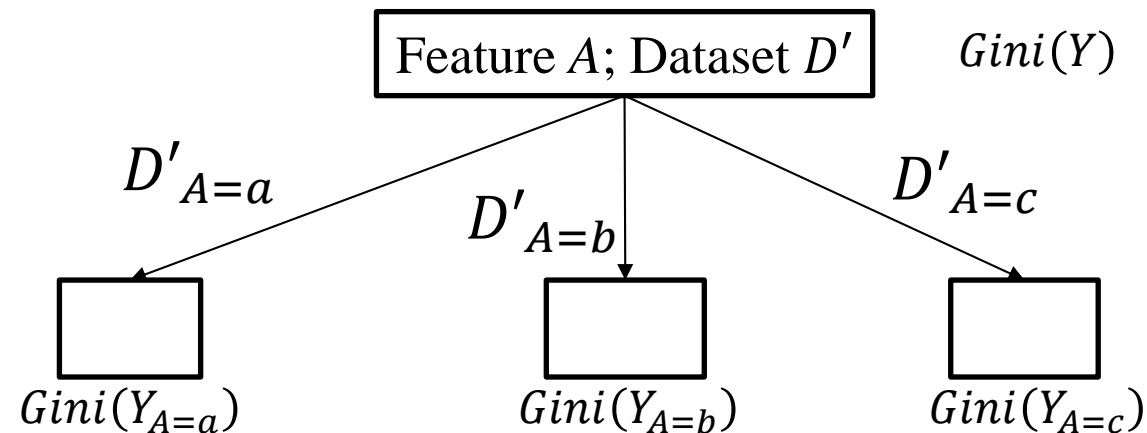 Feature A; Dataset D′
Gini(Y)
D′A=a
D′A=b
D′A=c
Gini(YA=a)
Gini(YA=b)
Gini(YA=c)